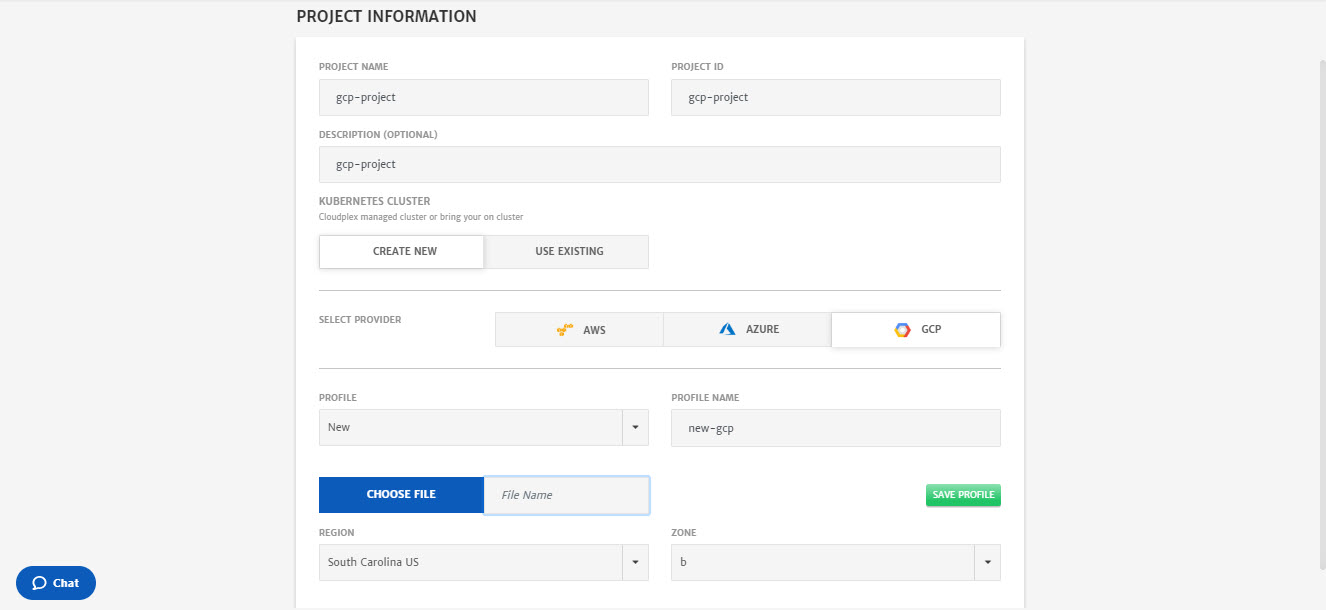 PROJECT INFORMATION
PROJECT NAME
PROJECT ID
gcp-project
gcp-project
DESCRIPTION (OPTIONAL)
gcp-project
KUBERNETES CLUSTER
Cloudplex managed cluster or bring your on cluster
CREATE NEW
USE EXISTING
SELECT PROVIDER
AWS
AZURE
GCP
PROFILE
PROFILE NAME
New
new-gcp
CHOOSE FILE
File Name
SAVE PROFILE
REGION
ZONE
South Carolina US
b
Chat